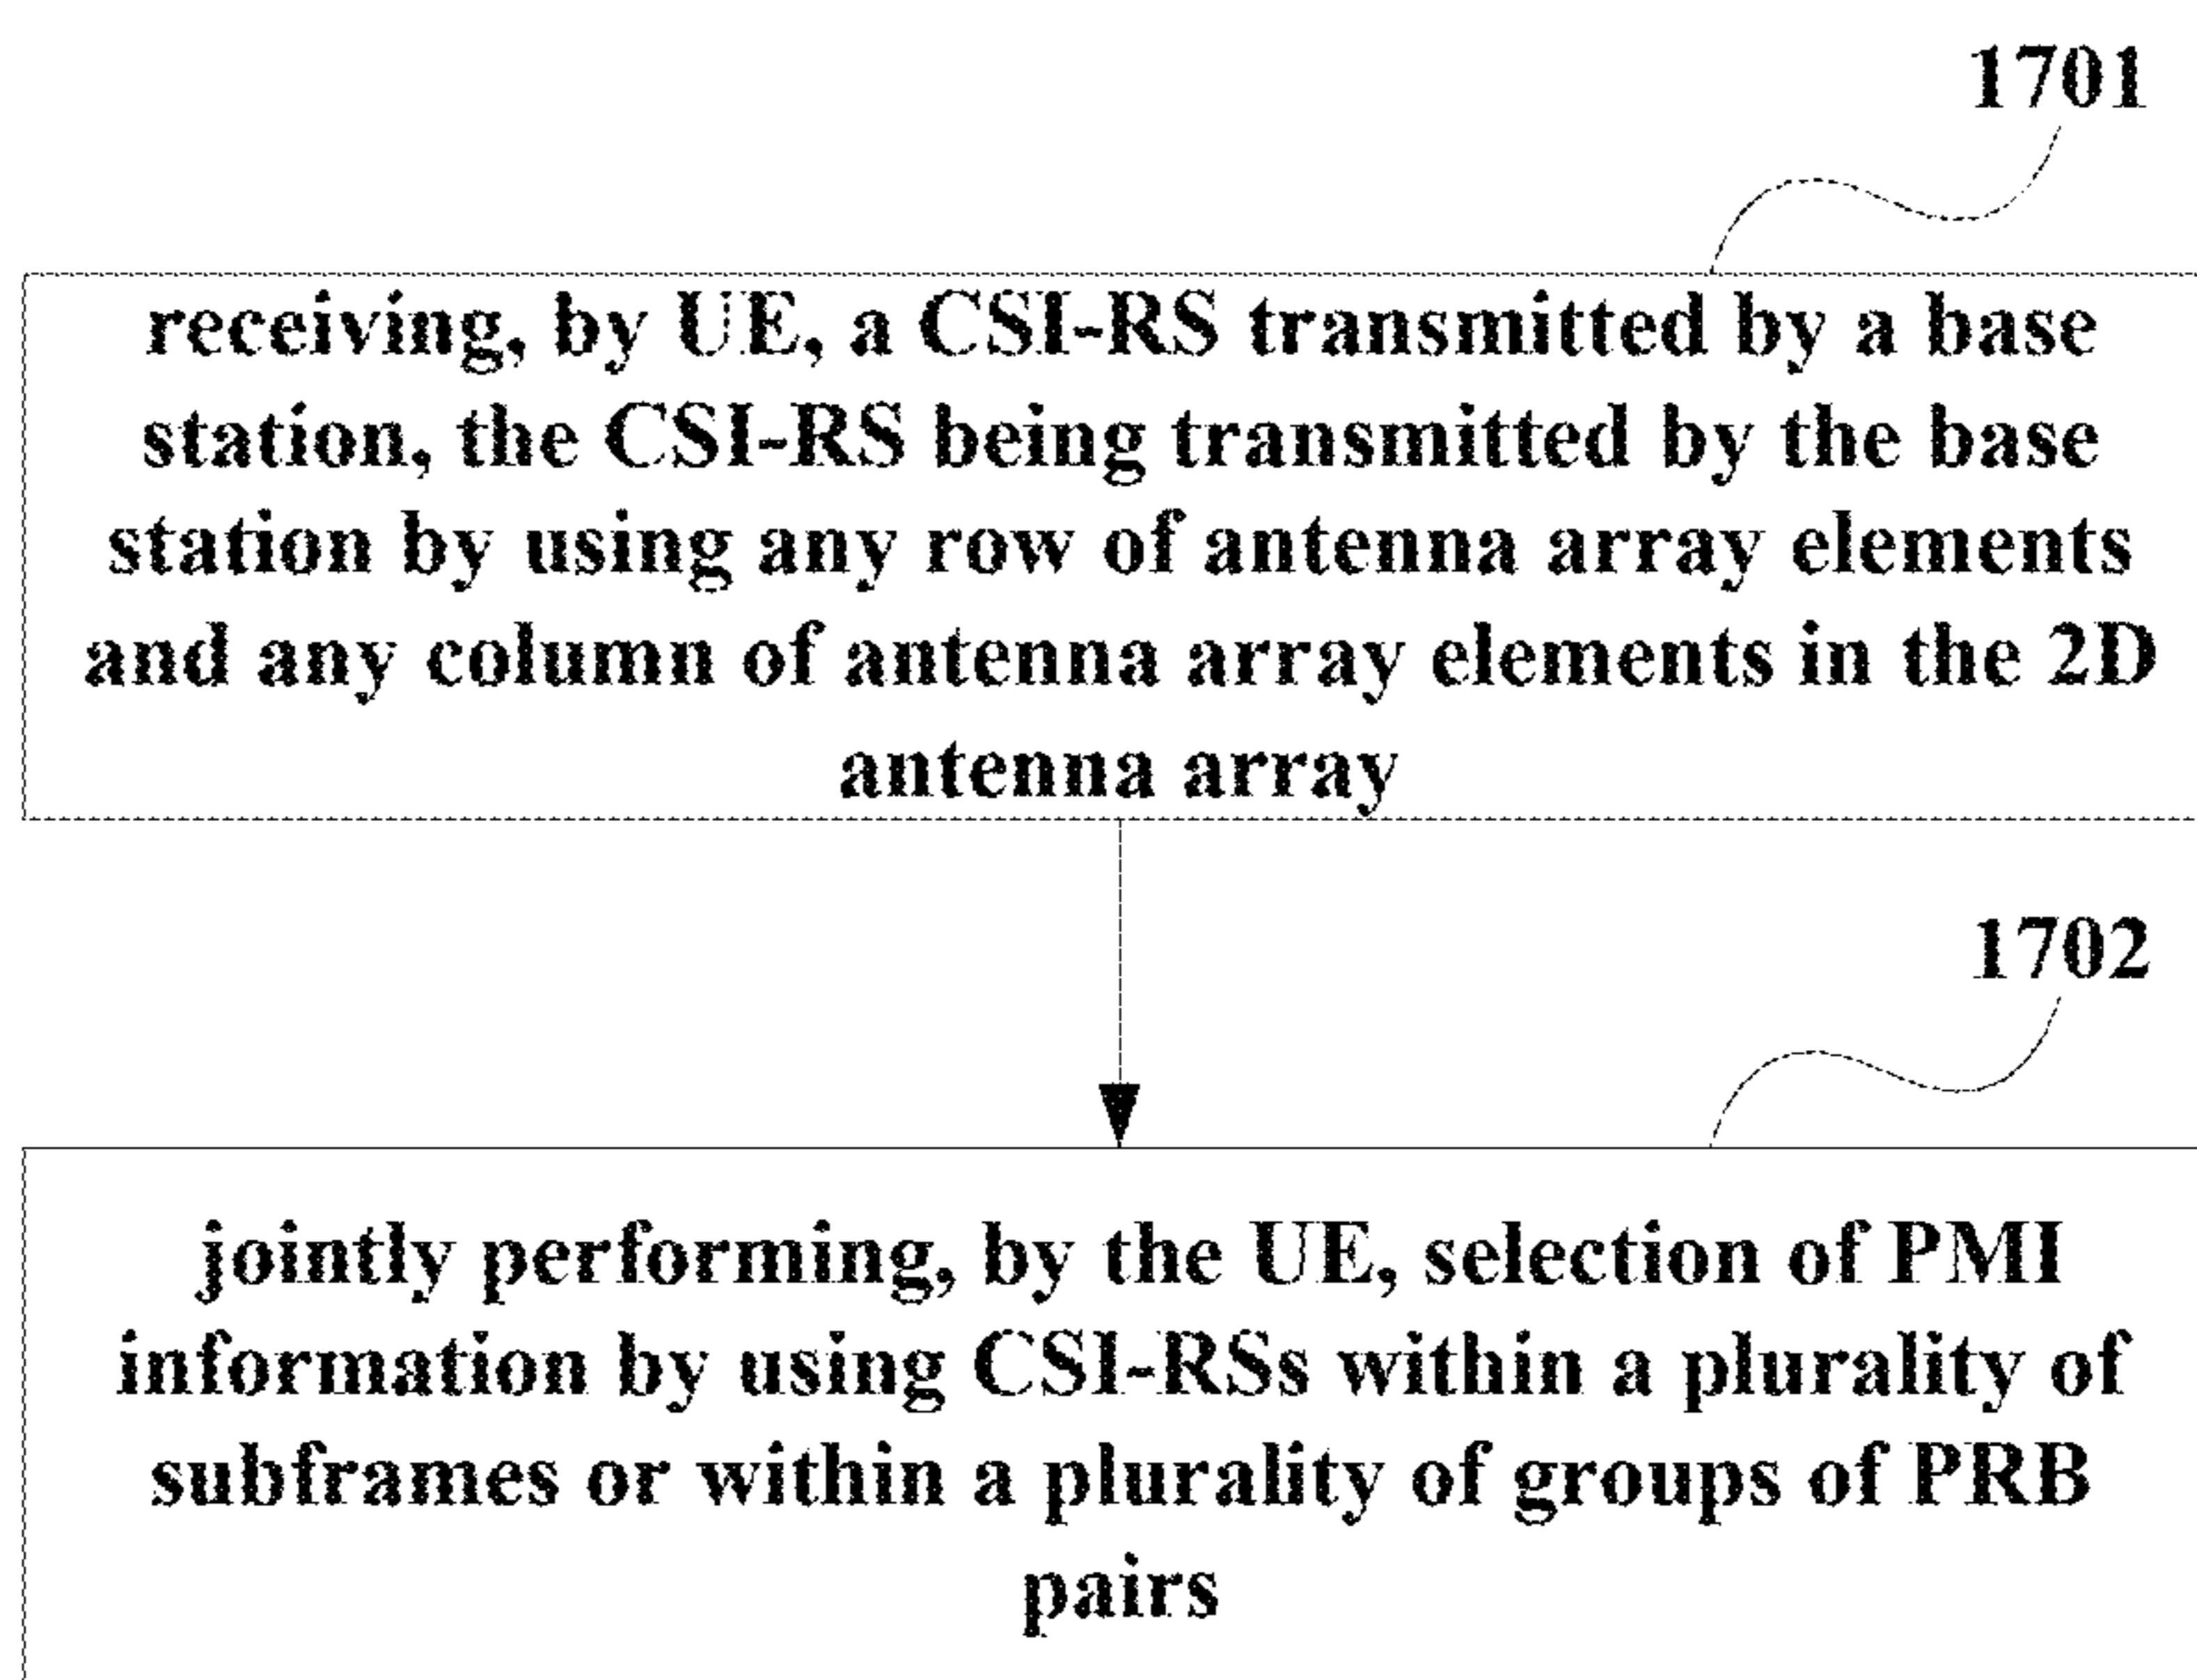 1701
receiving, by UE, a CSI-RS transmitted by a base
station, the CSI-RS being transmitted by the base
station by using any row of antenna array elements
and any column of antenna array elements in the 2D
antenna array
1702
jointly performing, by the UE, selection of PMI
information by using CSI-RSs within a plurality of
subframes or within a plurality of groups of PRB
pairs